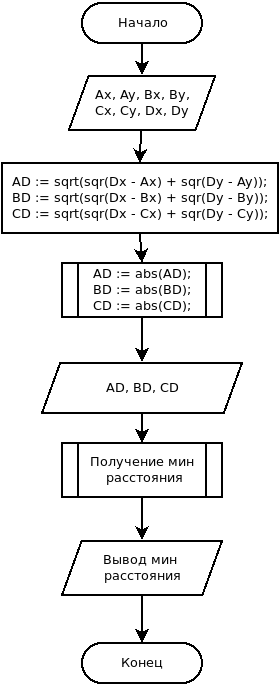 Начало
Ax, Ay, Bx, By,
Cx, Cy, Dx, Dy
AD := sqrt(sqr(Dx - Ax) + sqr(Dy - Ay));
BD := sqrt(sqr(Dx - Bx) + sqr(Dy - By));
CD := sqrt(sqr(Dx - Cx) + sqr(Dy - Cy));
AD := abs(AD);
BD := abs(BD);
CD := abs(CD);
AD, BD, CD
Получение мин
расстояния
Вывод мин
расстояния
Конец